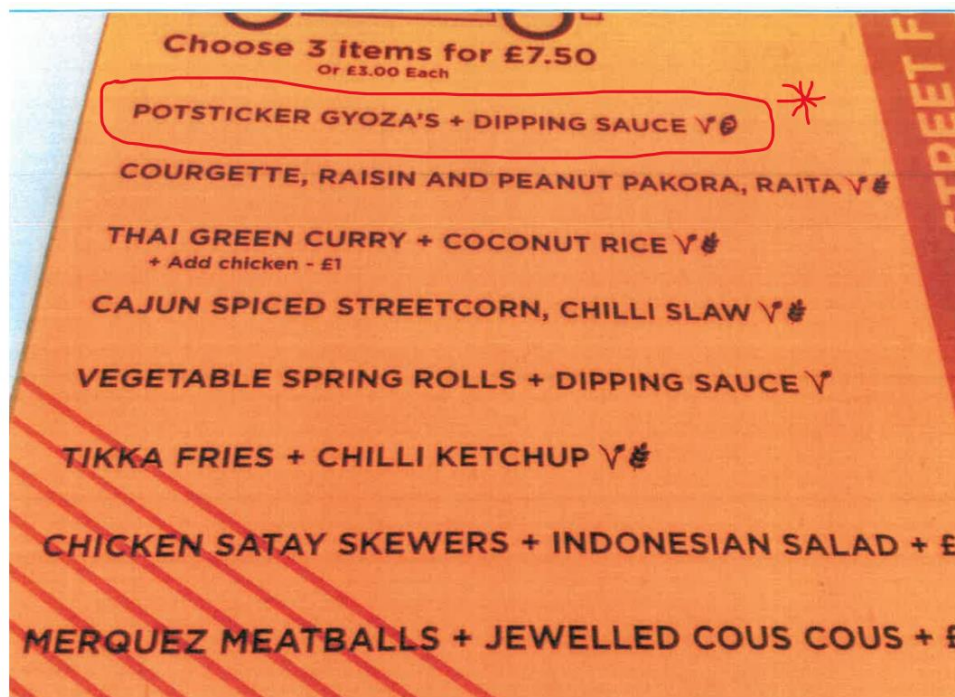 Choose 3 items for £7.50
Or £3.00 Each
POTSTICKER GYOZA'S + DIPPING SAUCE V
COURGETTE, RAISIN AND PEANUT PAKORA, RAITA V
THAI GREEN CURRY + COCONUT RICE V
+ Add chicken - £1
CAJUN SPICED STREETCORN, CHILLI SLAW V
VEGETABLE SPRING ROLLS + DIPPING SAUCE V
TIKKA FRIES + CHILLI KETCHUP V
CHICKEN SATAY SKEWERS + INDONESIAN SALAD + £
MERQUEZ MEATBALLS + JEWELLED COUS COUS + £
STREET F